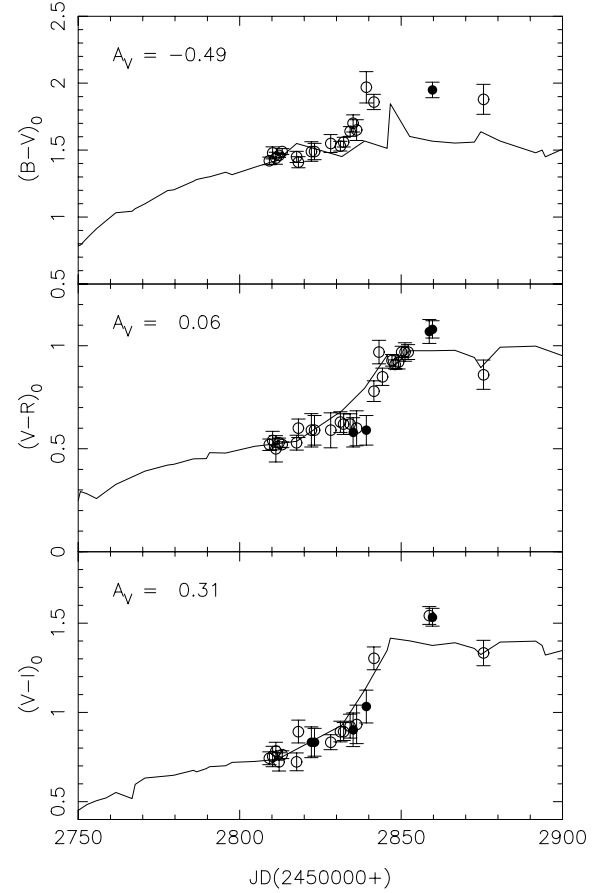 2.5
A_V = −0.49
2
(B−V)_0
1.5
1
0.5
A_V = 0.06
1
(V−R)_0
0.5
0
A_V = 0.31
1.5
(V−I)_0
1
0.5
2750 2800 2850 2900
JD(2450000+)